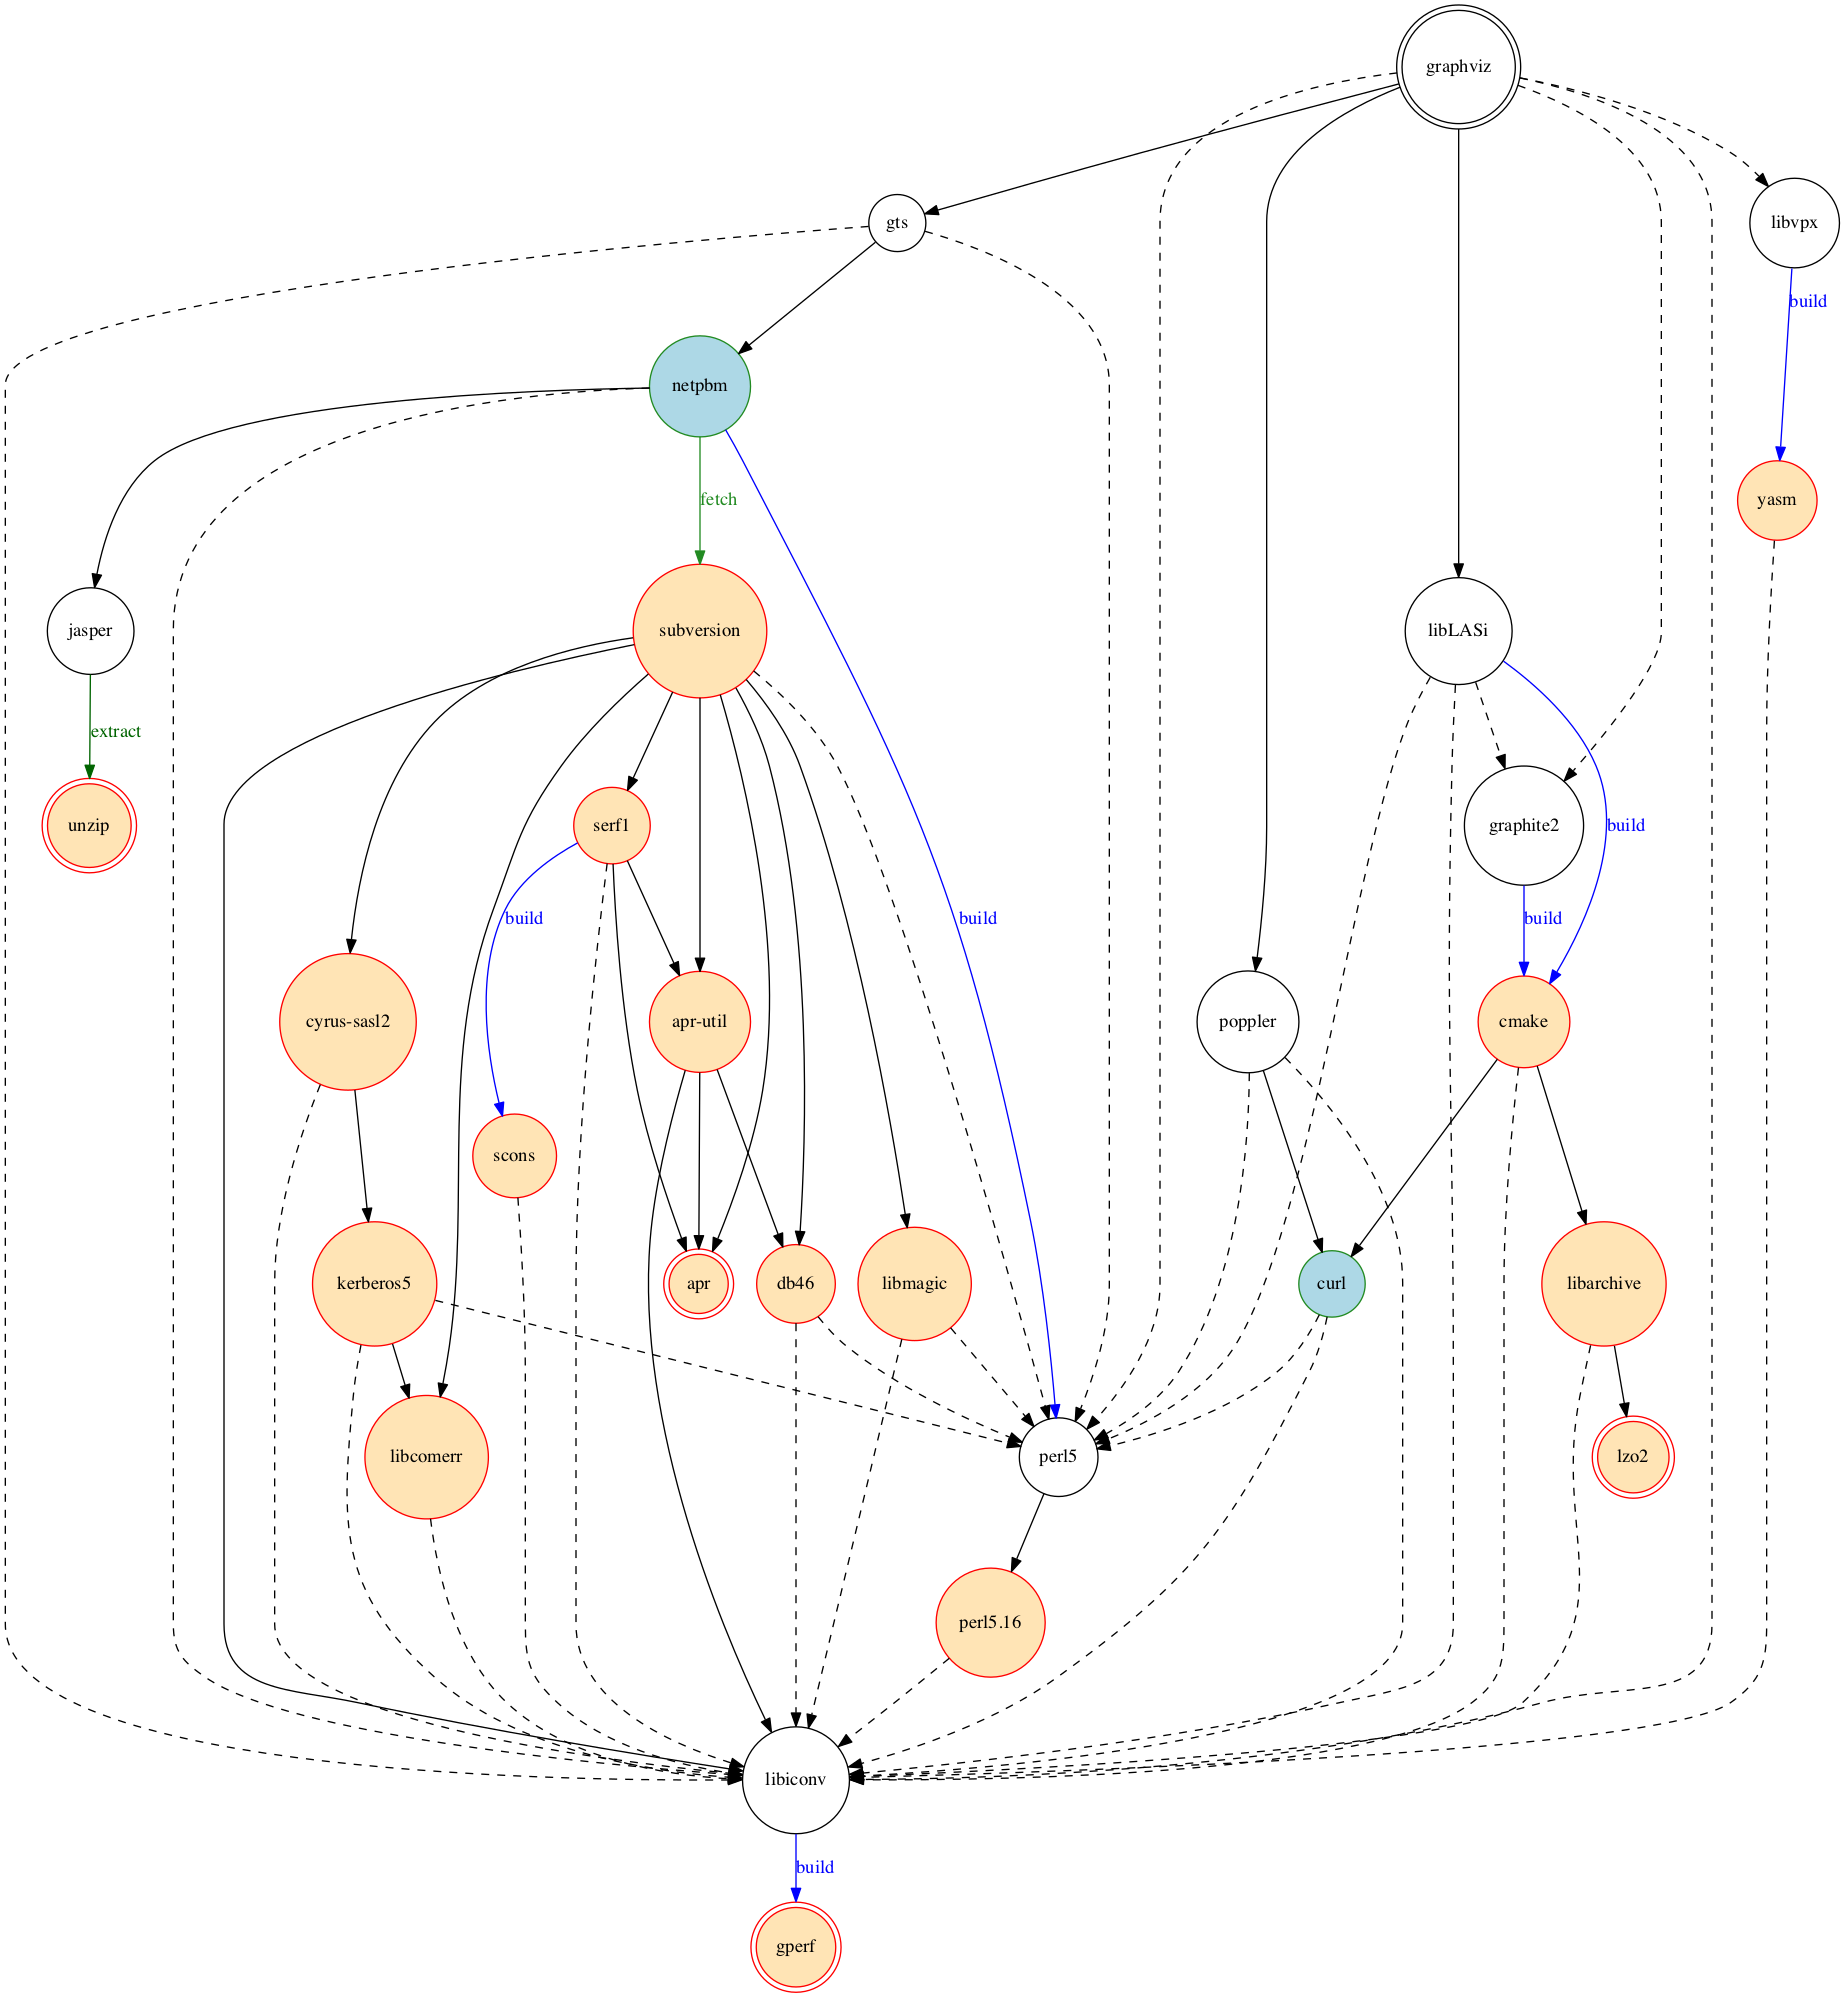 graphviz
gts
libvpx
build
netpbm
fetch
yasm
jasper
subversion
libLASi
extract
unzip
serf1
graphite2
build
build
build
build
cyrus-sasl2
apr-util
poppler
cmake
scons
kerberos5
apr
db46
libmagic
curl
libarchive
libcomerr
perl5
lzo2
perl5.16
libiconv
build
gperf